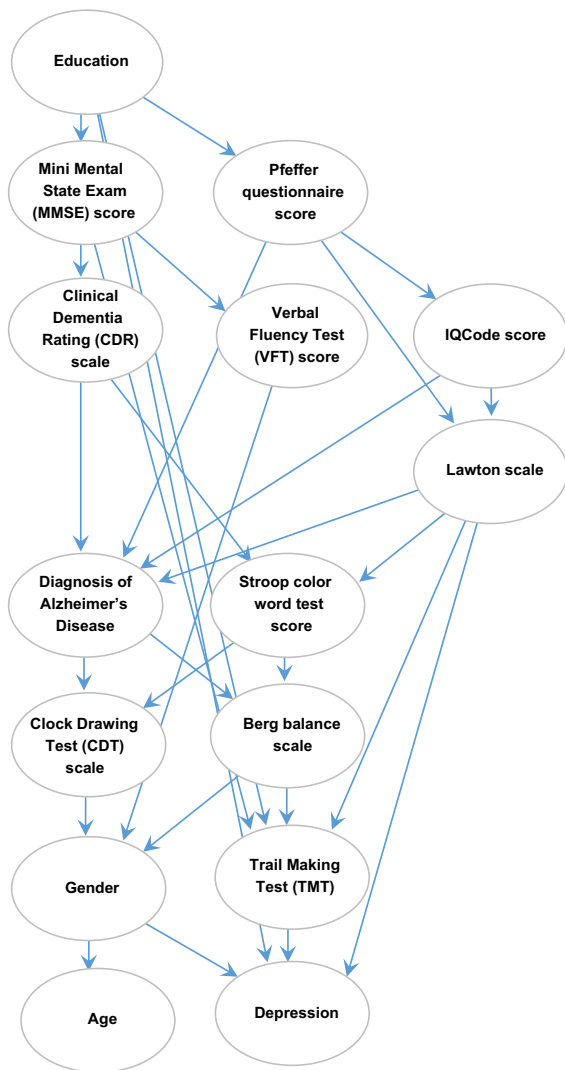 Education
Mini Mental
State Exam
(MMSE) score
Pfeffer
questionnaire
score
Clinical
Dementia
Rating (CDR)
scale
Verbal
Fluency Test
(VFT) score
IQCode score
Lawton scale
Diagnosis of
Alzheimer's
Disease
Stroop color
word test
score
Clock Drawing
Test (CDT)
scale
Berg balance
scale
Gender
Trail Making
Test (TMT)
Age
Depression